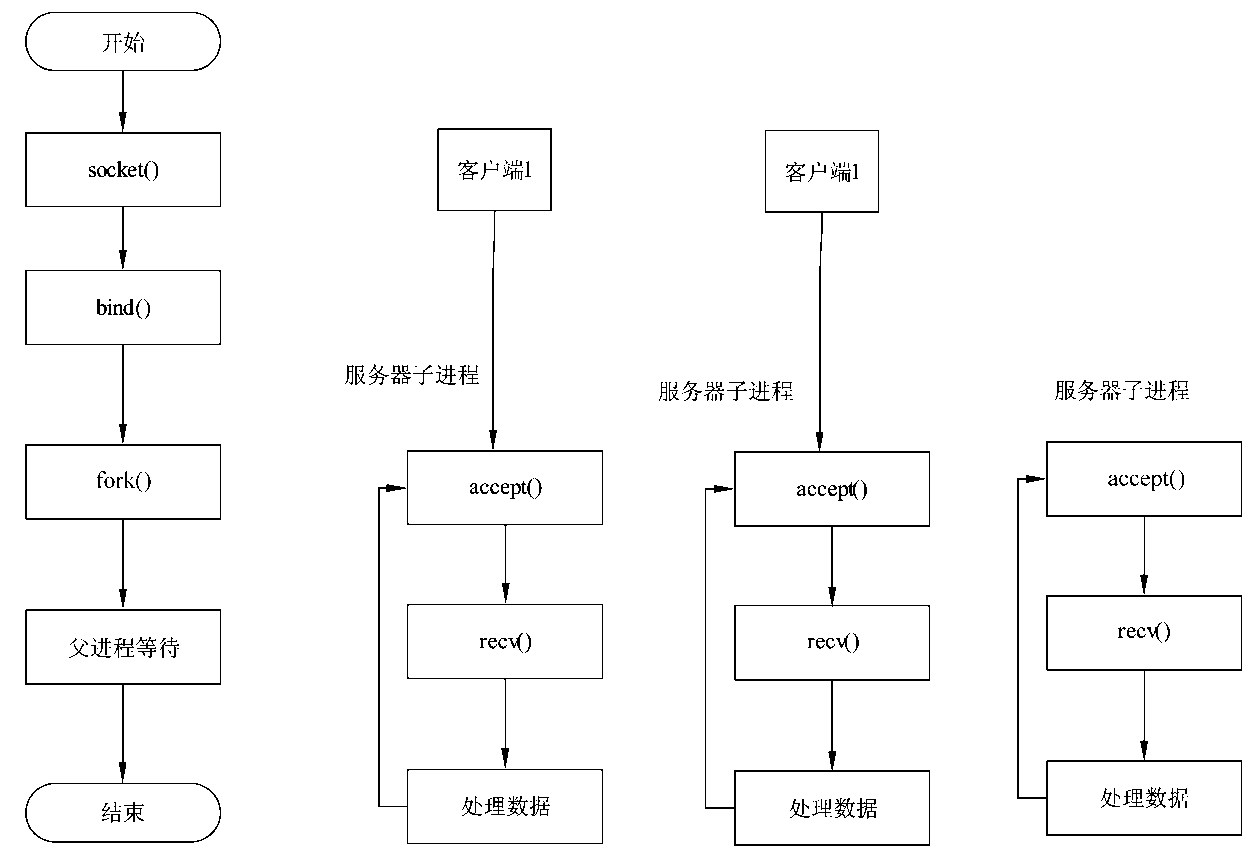 开始
socket()
bind()
fork()
父进程等待
结束
客户端1
服务器子进程
accept()
recv()
处理数据
客户端1
服务器子进程
accept()
recv()
处理数据
服务器子进程
accept()
recv()
处理数据